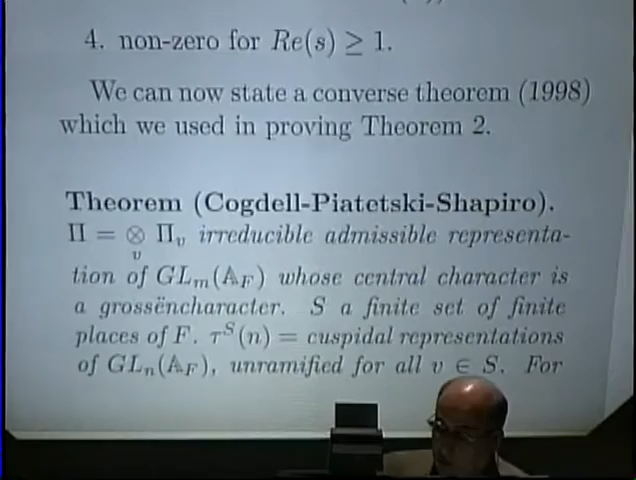 4. non-zero for Re(s) ≥ 1.
We can now state a converse theorem (1998)
which we used in proving Theorem 2.
Theorem (Cogdell-Piatetski-Shapiro).
Π = ⊗_v Π_v irreducible admissible representa-
tion of GL_m(𝔸_F) whose central character is
a grossëncharacter. S a finite set of finite
places of F. τ^S(n) = cuspidal representations
of GL_n(𝔸_F), unramified for all v ∈ S. For